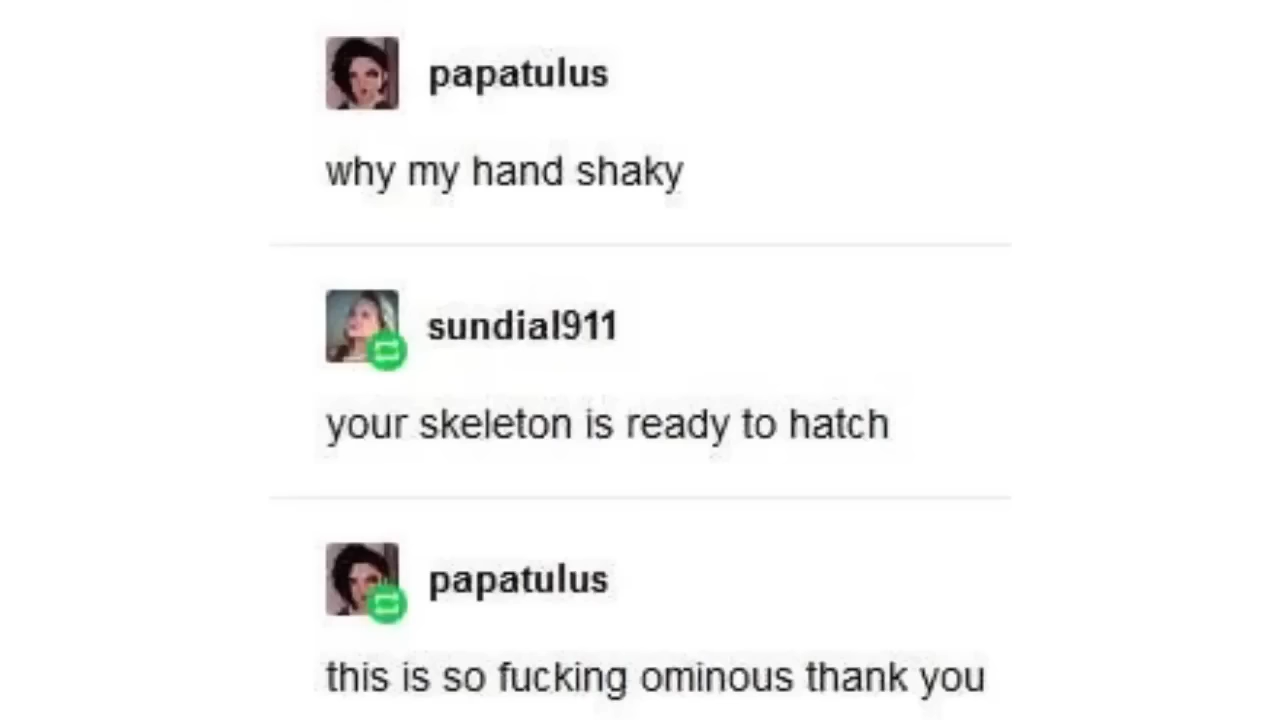 papatulus
why my hand shaky
sundial911
your skeleton is ready to hatch
papatulus
this is so fucking ominous thank you